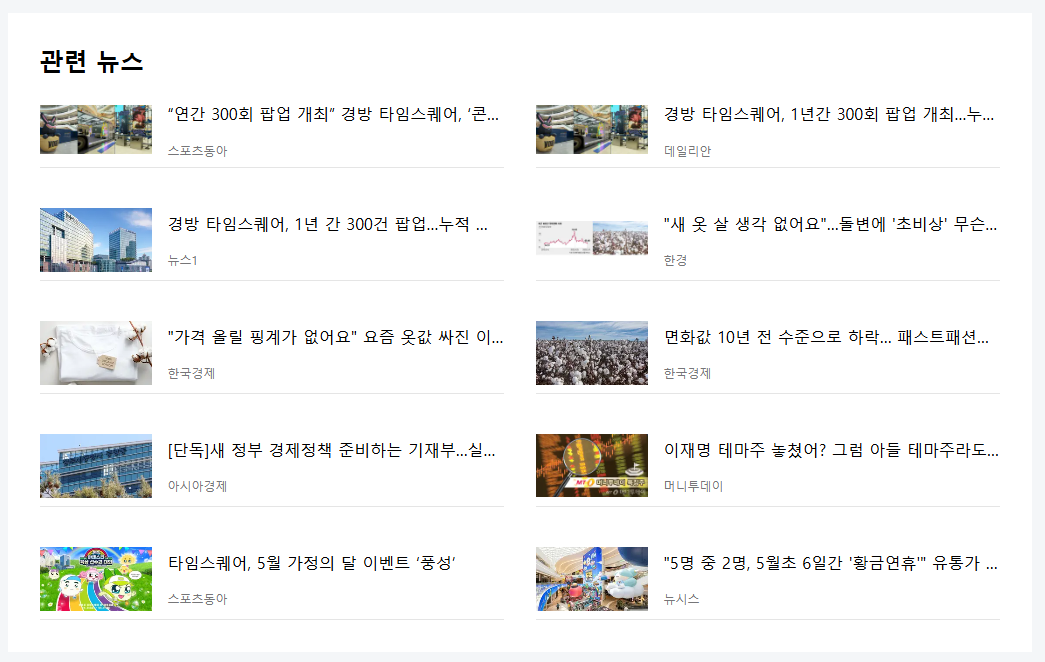 관련 뉴스
“연간 300회 팝업 개최” 경방 타임스퀘어, ‘콘...
스포츠동아
경방 타임스퀘어, 1년간 300회 팝업 개최...누...
데일리안
경방 타임스퀘어, 1년 간 300건 팝업...누적 ...
뉴스1
"새 옷 살 생각 없어요"...돌변에 '초비상' 무슨...
한경
"가격 올릴 핑계가 없어요" 요즘 옷값 싸진 이...
한국경제
면화값 10년 전 수준으로 하락... 패스트패션...
한국경제
[단독]새 정부 경제정책 준비하는 기재부...실...
아시아경제
이재명 테마주 놓쳤어? 그럼 아들 테마주라도...
머니투데이
타임스퀘어, 5월 가정의 달 이벤트 ‘풍성’
스포츠동아
"5명 중 2명, 5월초 6일간 '황금연휴'" 유통가 ...
뉴시스